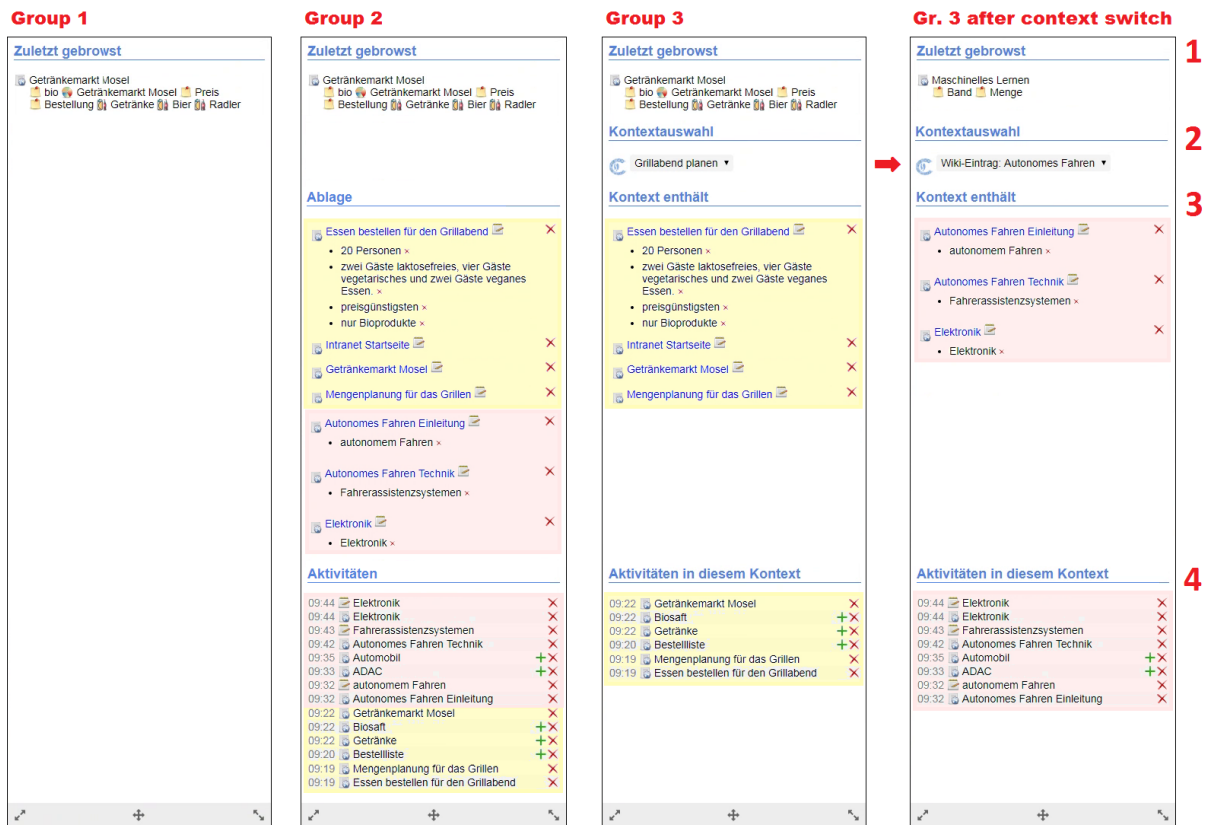 Group 1
Zuletzt gebrowst
Getränkemarkt Mosel
bio Getränkemarkt Mosel Preis
Bestellung Getränke Bier Radler
Group 2
Zuletzt gebrowst
Getränkemarkt Mosel
bio Getränkemarkt Mosel Preis
Bestellung Getränke Bier Radler
Ablage
Essen bestellen für den Grillabend
• 20 Personen ×
• zwei Gäste laktosefreies, vier Gäste
vegetarisches und zwei Gäste veganes
Essen. ×
• preisgünstigsten ×
• nur Bioprodukte ×
Intranet Startseite
Getränkemarkt Mosel
Mengenplanung für das Grillen
Autonomes Fahren Einleitung
• autonomem Fahren ×
Autonomes Fahren Technik
• Fahrerassistenzsystemen ×
Elektronik
• Elektronik ×
Aktivitäten
09:44 Elektronik
09:44 Elektronik
09:43 Fahrerassistenzsystemen
09:42 Autonomes Fahren Technik
09:35 Automobil
09:33 ADAC
09:32 autonomem Fahren
09:32 Autonomes Fahren Einleitung
09:22 Getränkemarkt Mosel
09:22 Biosaft
09:22 Getränke
09:20 Bestellliste
09:19 Mengenplanung für das Grillen
09:19 Essen bestellen für den Grillabend
Group 3
Zuletzt gebrowst
Getränkemarkt Mosel
bio Getränkemarkt Mosel Preis
Bestellung Getränke Bier Radler
Kontextauswahl
Grillabend planen
Kontext enthält
Essen bestellen für den Grillabend
• 20 Personen ×
• zwei Gäste laktosefreies, vier Gäste
vegetarisches und zwei Gäste veganes
Essen. ×
• preisgünstigsten ×
• nur Bioprodukte ×
Intranet Startseite
Getränkemarkt Mosel
Mengenplanung für das Grillen
Aktivitäten in diesem Kontext
09:22 Getränkemarkt Mosel
09:22 Biosaft
09:22 Getränke
09:20 Bestellliste
09:19 Mengenplanung für das Grillen
09:19 Essen bestellen für den Grillabend
Gr. 3 after context switch
Zuletzt gebrowst
Maschinelles Lernen
Band Menge
Kontextauswahl
Wiki-Eintrag: Autonomes Fahren
Kontext enthält
Autonomes Fahren Einleitung
• autonomem Fahren ×
Autonomes Fahren Technik
• Fahrerassistenzsystemen ×
Elektronik
• Elektronik ×
Aktivitäten in diesem Kontext
09:44 Elektronik
09:44 Elektronik
09:43 Fahrerassistenzsystemen
09:42 Autonomes Fahren Technik
09:35 Automobil
09:33 ADAC
09:32 autonomem Fahren
09:32 Autonomes Fahren Einleitung
1
2
3
4